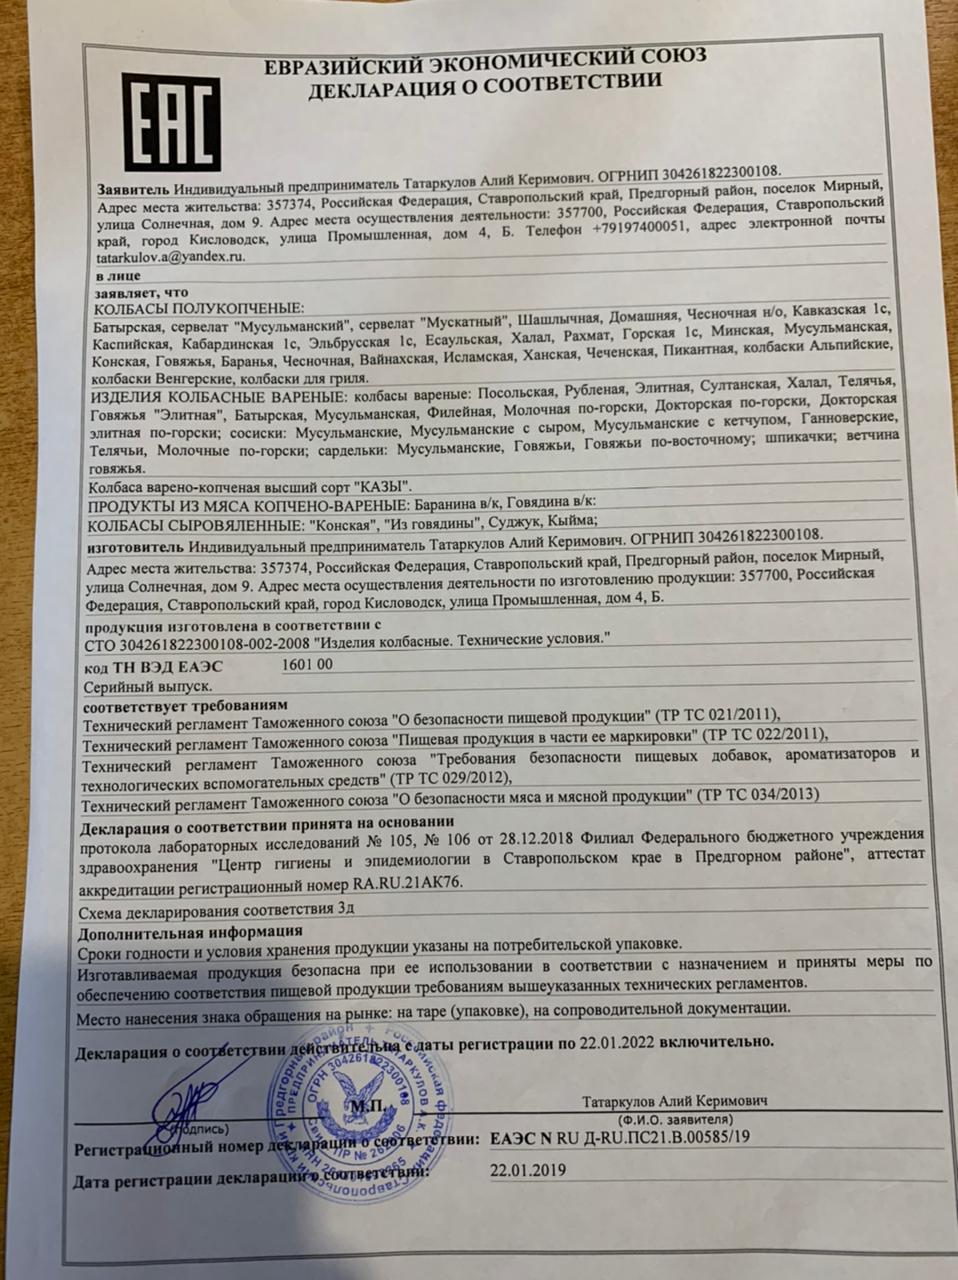 ЕВРАЗИЙСКИЙ ЭКОНОМИЧЕСКИЙ СОЮЗ
ДЕКЛАРАЦИЯ О СООТВЕТСТВИИ
EAC
Заявитель Индивидуальный предприниматель Татаркулов Алий Керимович. ОГРНИП 304261822300108.
Адрес места жительства: 357374, Российская Федерация, Ставропольский край, Предгорный район, поселок Мирный,
улица Солнечная, дом 9. Адрес места осуществления деятельности: 357700, Российская Федерация, Ставропольский
край, город Кисловодск, улица Промышленная, дом 4, Б. Телефон +79197400051, адрес электронной почты
tatarkulov.a@yandex.ru.
в лице
заявляет, что
КОЛБАСЫ ПОЛУКОПЧЕНЫЕ:
Батырская, сервелат "Мусульманский", сервелат "Мускатный", Шашлычная, Домашняя, Чесночная н/о, Кавказская 1с,
Каспийская, Кабардинская 1с, Эльбрусская 1с, Есаульская, Халал, Рахмат, Горская 1с, Минская, Мусульманская,
Конская, Говяжья, Баранья, Чесночная, Вайнахская, Исламская, Ханская, Чеченская, Пикантная, колбаски Альпийские,
колбаски Венгерские, колбаски для гриля.
ИЗДЕЛИЯ КОЛБАСНЫЕ ВАРЕНЫЕ: колбасы вареные: Посольская, Рубленая, Элитная, Султанская, Халал, Телячья,
Говяжья "Элитная", Батырская, Мусульманская, Филейная, Молочная по-горски, Докторская по-горски, Докторская
элитная по-горски; сосиски: Мусульманские, Мусульманские с сыром, Мусульманские с кетчупом, Ганноверские,
Телячьи, Молочные по-горски; сардельки: Мусульманские, Говяжьи, Говяжьи по-восточному; шпикачки; ветчина
говяжья.
Колбаса варено-копченая высший сорт "КАЗЫ".
ПРОДУКТЫ ИЗ МЯСА КОПЧЕНО-ВАРЕНЫЕ: Баранина в/к, Говядина в/к:
КОЛБАСЫ СЫРОВЯЛЕННЫЕ: "Конская", "Из говядины", Суджук, Кыйма;
изготовитель Индивидуальный предприниматель Татаркулов Алий Керимович. ОГРНИП 304261822300108.
Адрес места жительства: 357374, Российская Федерация, Ставропольский край, Предгорный район, поселок Мирный,
улица Солнечная, дом 9. Адрес места осуществления деятельности по изготовлению продукции: 357700, Российская
Федерация, Ставропольский край, город Кисловодск, улица Промышленная, дом 4, Б.
продукция изготовлена в соответствии с
СТО 304261822300108-002-2008 "Изделия колбасные. Технические условия."
код ТН ВЭД ЕАЭС 1601 00
Серийный выпуск.
соответствует требованиям
Технический регламент Таможенного союза "О безопасности пищевой продукции" (ТР ТС 021/2011),
Технический регламент Таможенного союза "Пищевая продукция в части ее маркировки" (ТР ТС 022/2011),
Технический регламент Таможенного союза "Требования безопасности пищевых добавок, ароматизаторов и
технологических вспомогательных средств" (ТР ТС 029/2012),
Технический регламент Таможенного союза "О безопасности мяса и мясной продукции" (ТР ТС 034/2013)
Декларация о соответствии принята на основании
протокола лабораторных исследований № 105, № 106 от 28.12.2018 Филиал Федерального бюджетного учреждения
здравоохранения "Центр гигиены и эпидемиологии в Ставропольском крае в Предгорном районе", аттестат
аккредитации регистрационный номер RA.RU.21АК76.
Схема декларирования соответствия 3д
Дополнительная информация
Сроки годности и условия хранения продукции указаны на потребительской упаковке.
Изготавливаемая продукция безопасна при ее использовании в соответствии с назначением и приняты меры по
обеспечению соответствия пищевой продукции требованиям вышеуказанных технических регламентов.
Место нанесения знака обращения на рынке: на таре (упаковке), на сопроводительной документации.
Декларация о соответствии действительна с даты регистрации по 22.01.2022 включительно.
М.П.
Татаркулов Алий Керимович
(подпись)
(Ф.И.О. заявителя)
Регистрационный номер декларации о соответствии: ЕАЭС N RU Д-RU.ПС21.В.00585/19
Дата регистрации декларации о соответствии: 22.01.2019